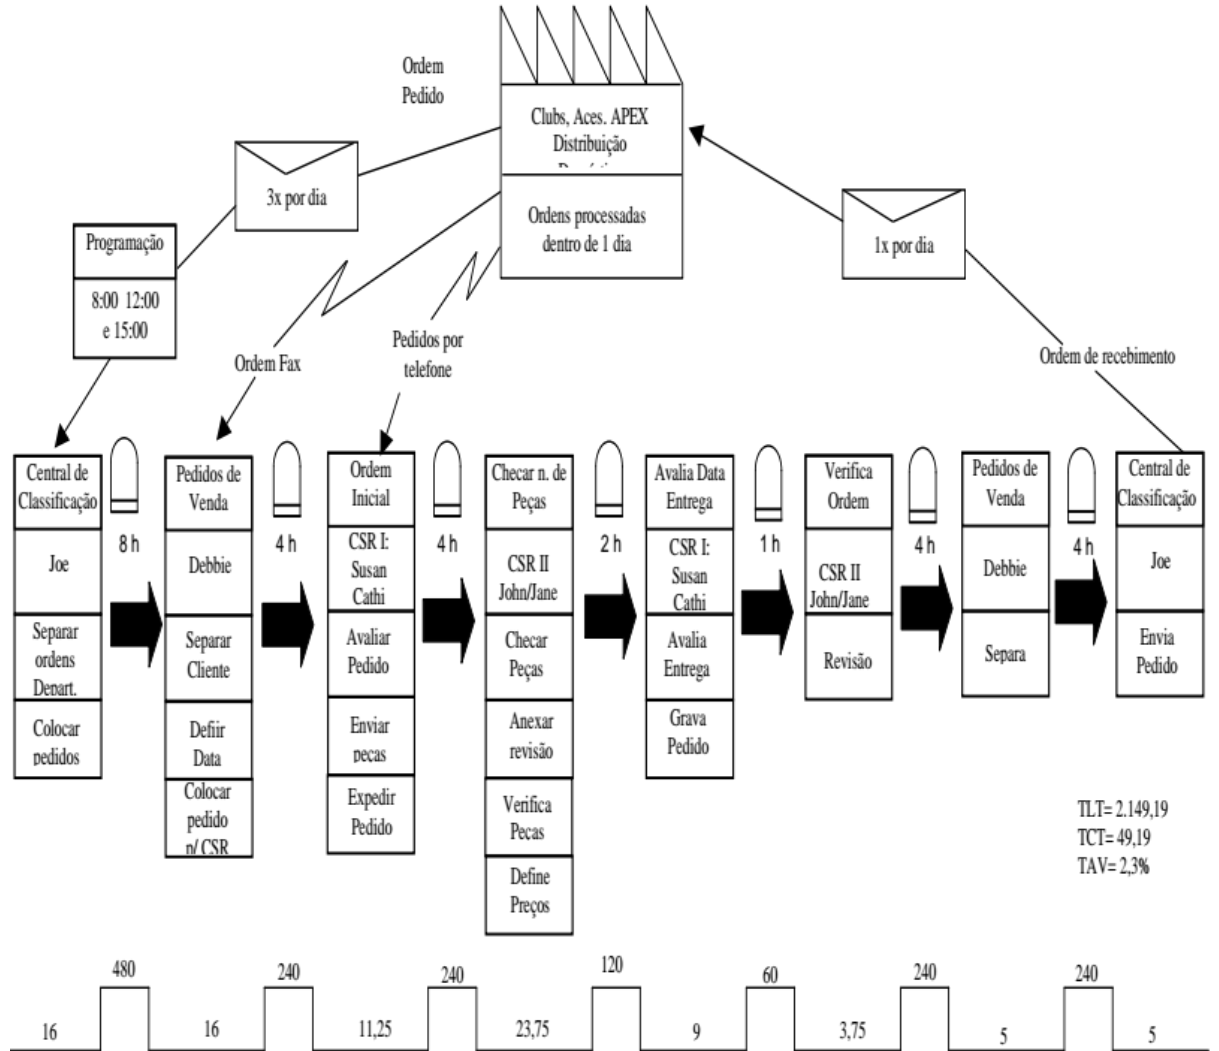 Ordem
Pedido
Clubs, Aces. APEX
Distribuição
Ordens processadas
dentro de 1 dia
3x por dia
1x por dia
Programação
8:00 12:00
e 15:00
Ordem Fax
Pedidos por
telefone
Ordem de recebimento
Central de
Classificação
Joe
Separar
ordens
Depart.
Colocar
pedidos
8 h
Pedidos de
Venda
Debbie
Separar
Cliente
Defiir
Data
Colocar
pedido
p/ CSR
4 h
Ordem
Inicial
CSR I:
Susan
Cathi
Avaliar
Pedido
Enviar
pecas
Expedir
Pedido
4 h
Checar n. de
Peças
CSR II
John/Jane
Checar
Peças
Anexar
revisão
Verifica
Pecas
Define
Preços
2 h
Avalia Data
Entrega
CSR I:
Susan
Cathi
Avalia
Entrega
Grava
Pedido
1 h
Verifica
Ordem
CSR II
John/Jane
Revisão
4 h
Pedidos de
Venda
Debbie
Separa
4 h
Central de
Classificação
Joe
Envia
Pedido
TLT= 2.149,19
TCT= 49,19
TAV= 2,3%
480
240
240
120
60
240
240
16
16
11,25
23,75
9
3,75
5
5